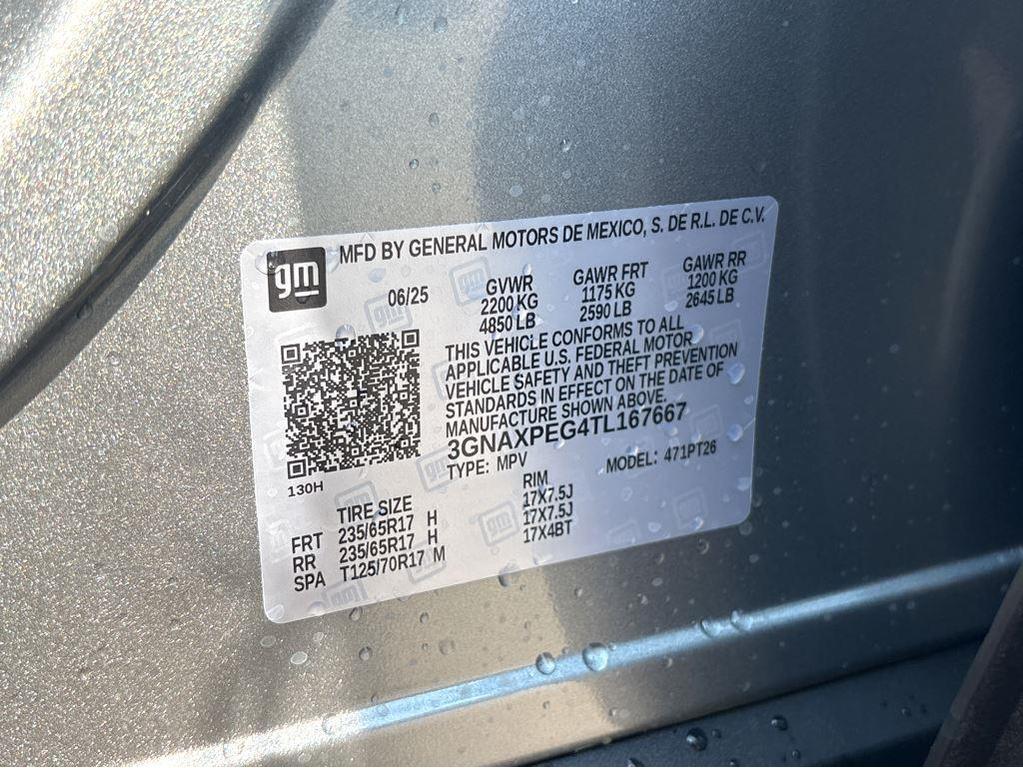 gm
MFD BY GENERAL MOTORS DE MEXICO, S. DE R.L. DE C.V.
06/25
GVWR GAWR FRT GAWR RR
2200 KG 1175 KG 1200 KG
4850 LB 2590 LB 2645 LB
THIS VEHICLE CONFORMS TO ALL
APPLICABLE U.S. FEDERAL MOTOR
VEHICLE SAFETY AND THEFT PREVENTION
STANDARDS IN EFFECT ON THE DATE OF
MANUFACTURE SHOWN ABOVE.
3GNAXPEG4TL167667
TYPE: MPV MODEL: 471PT26
130H
TIRE SIZE RIM
FRT 235/65R17 H 17X7.5J
RR 235/65R17 H 17X7.5J
SPA T125/70R17 M 17X4BT